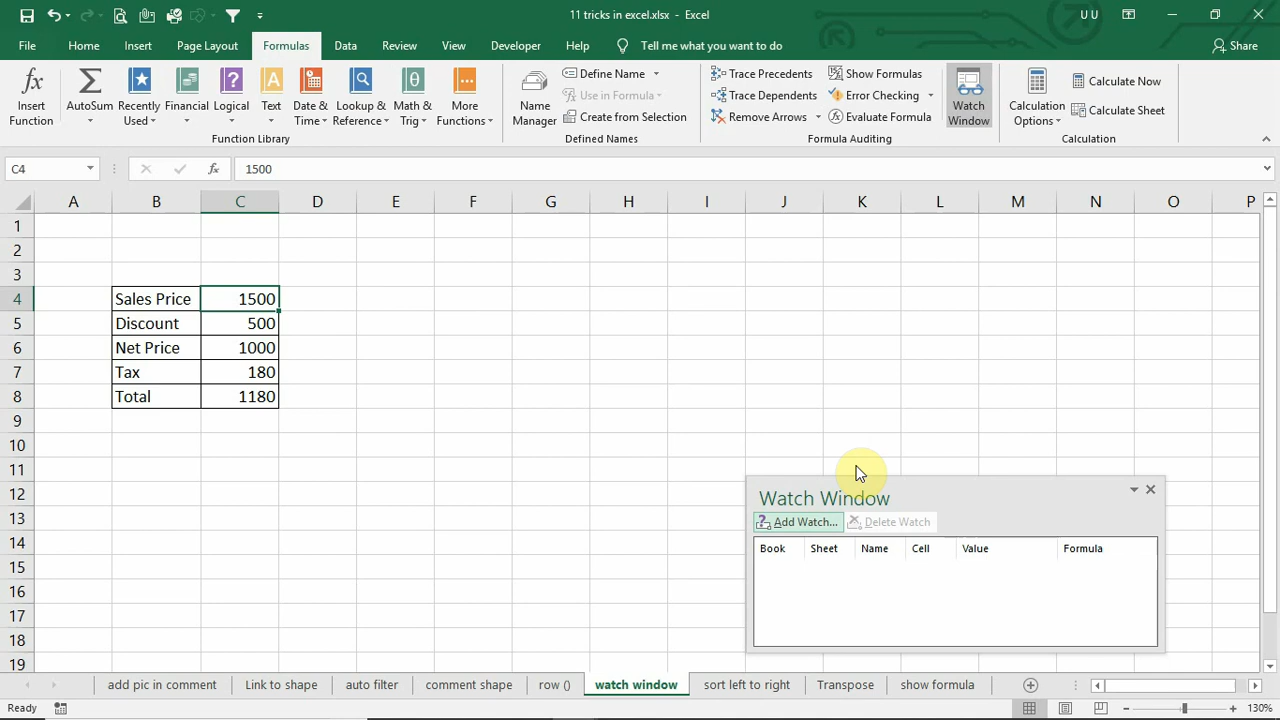 11 tricks in excel.xlsx - Excel
U U
File Home Insert Page Layout Formulas Data Review View Developer Help Tell me what you want to do Share
Insert Function
AutoSum
Recently Used
Financial
Logical
Text
Date & Time
Lookup & Reference
Math & Trig
More Functions
Function Library
Name Manager
Define Name
Use in Formula
Create from Selection
Defined Names
Trace Precedents
Trace Dependents
Remove Arrows
Show Formulas
Error Checking
Evaluate Formula
Formula Auditing
Watch Window
Calculation Options
Calculate Now
Calculate Sheet
Calculation
C4 fx 1500
A B C D E F G H I J K L M N O P
1
2
3
4 Sales Price 1500
5 Discount 500
6 Net Price 1000
7 Tax 180
8 Total 1180
9
10
11
12
13
14
15
16
17
18
19
Watch Window
Add Watch... Delete Watch
Book Sheet Name Cell Value Formula
add pic in comment Link to shape auto filter comment shape row () watch window sort left to right Transpose show formula
Ready 130%